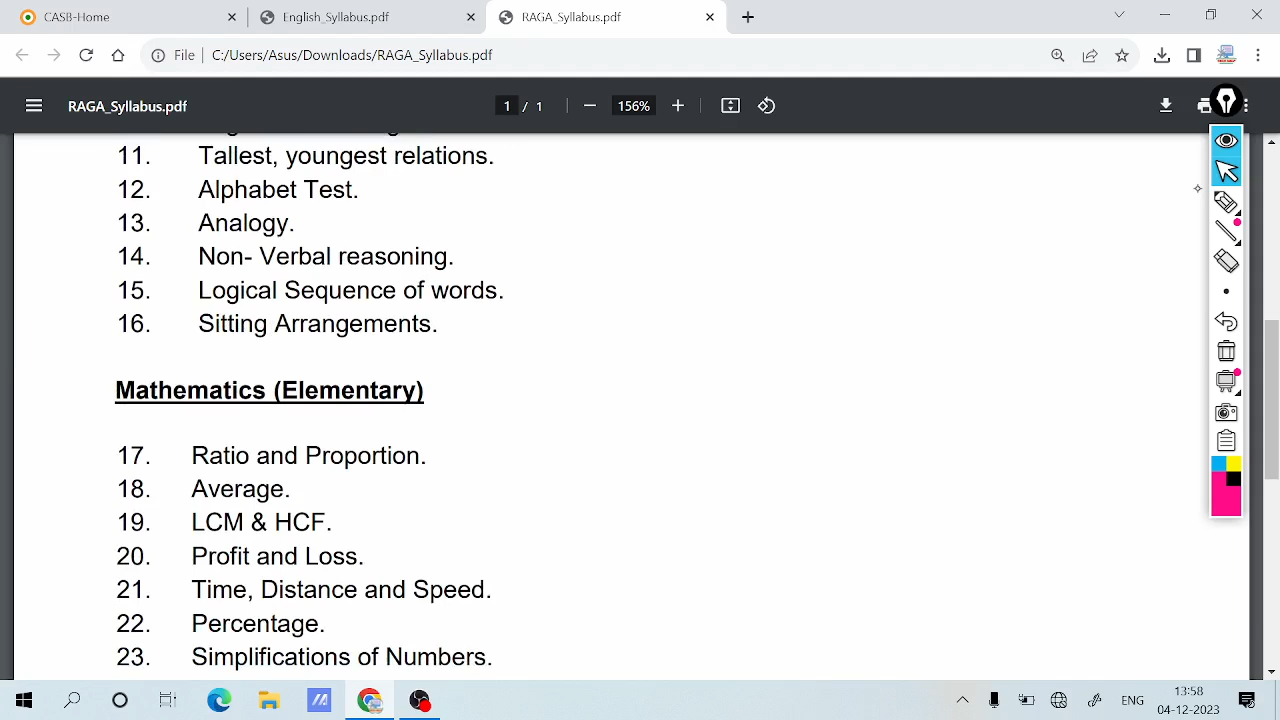 CASB-Home
English_Syllabus.pdf
RAGA_Syllabus.pdf
File
C:/Users/Asus/Downloads/RAGA_Syllabus.pdf
RAGA_Syllabus.pdf
1 / 1
156%
11. Tallest, youngest relations.
12. Alphabet Test.
13. Analogy.
14. Non- Verbal reasoning.
15. Logical Sequence of words.
16. Sitting Arrangements.
Mathematics (Elementary)
17. Ratio and Proportion.
18. Average.
19. LCM & HCF.
20. Profit and Loss.
21. Time, Distance and Speed.
22. Percentage.
23. Simplifications of Numbers.
ENG
13:58
04-12-2023